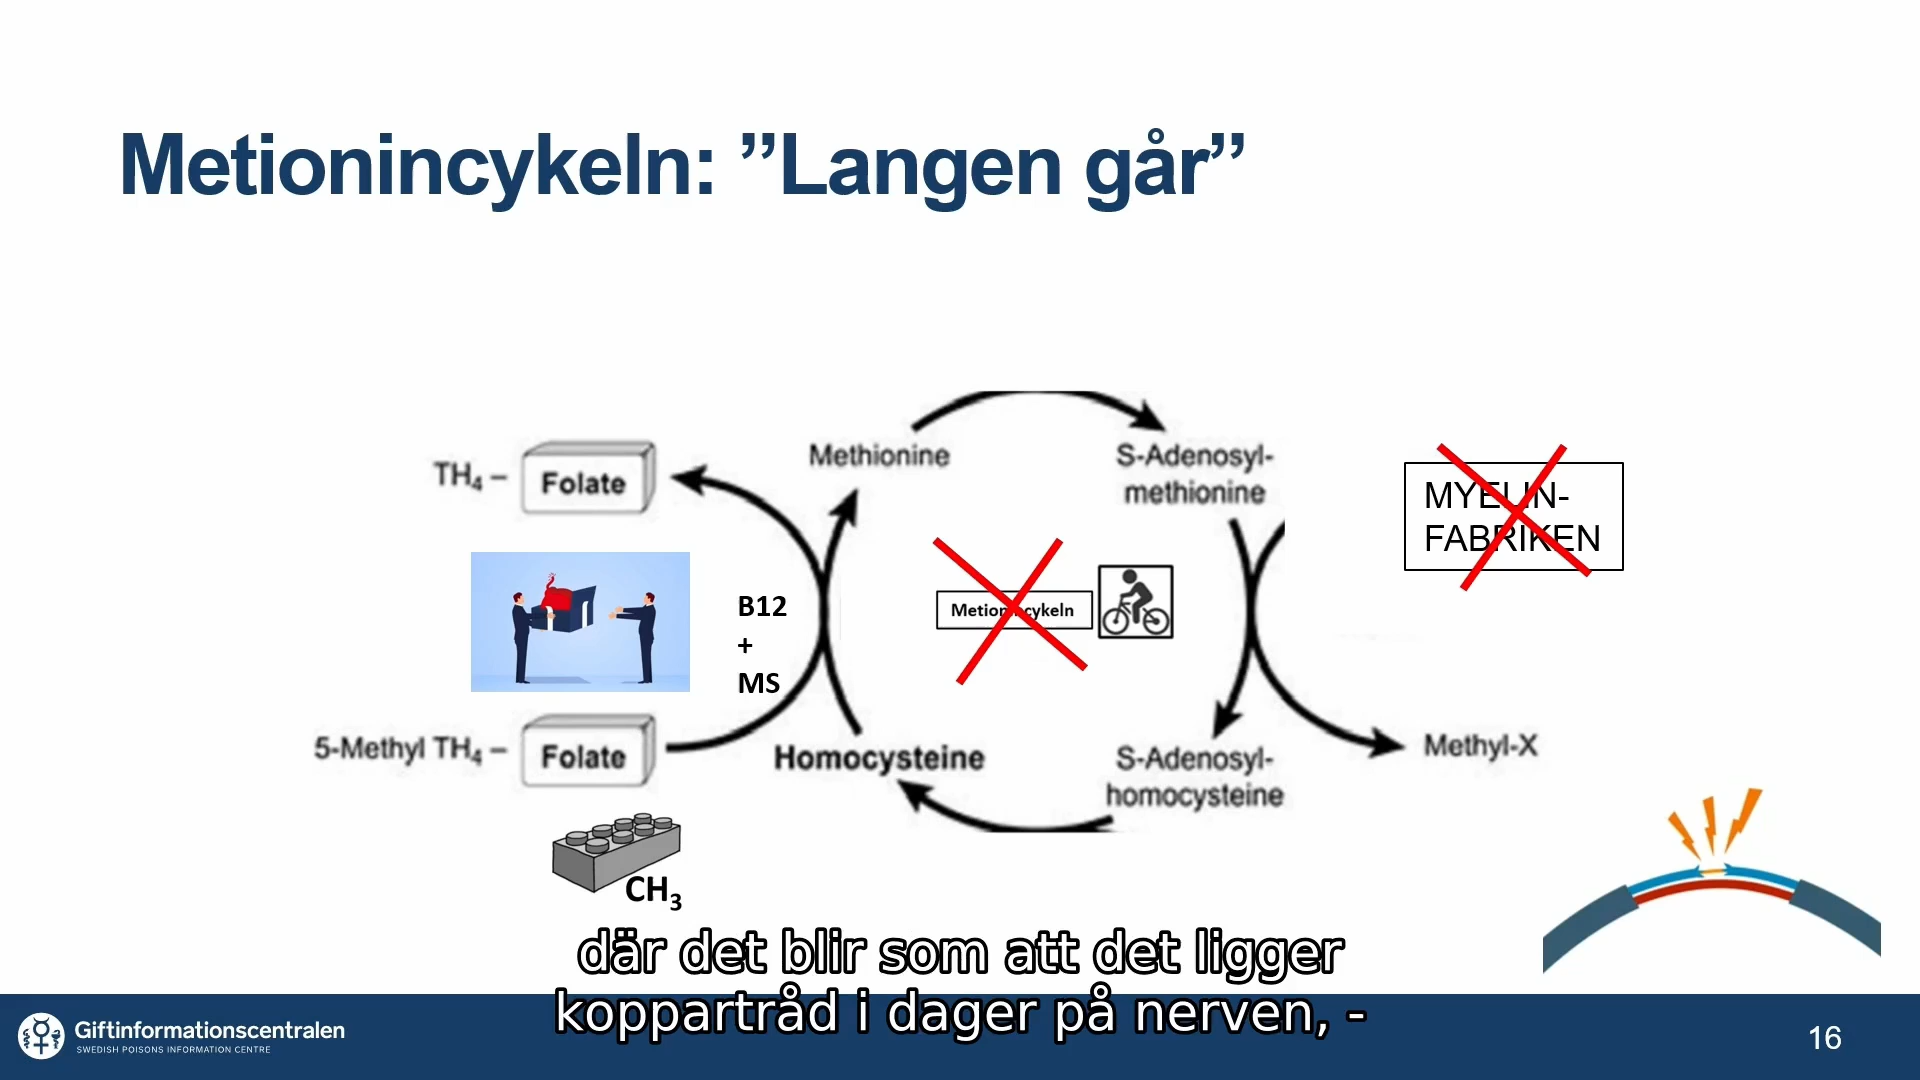 Metionincykeln: ”Langen går”
Methionine
S-Adenosyl-
methionine
TH₄ – Folate
MYELIN-
FABRIKEN
B12
+
MS
Metionincykeln
5-Methyl TH₄ – Folate
Homocysteine
S-Adenosyl-
homocysteine
Methyl-X
CH₃
där det blir som att det ligger
koppartråd i dager på nerven, -
Giftinformationscentralen
SWEDISH POISONS INFORMATION CENTRE
16